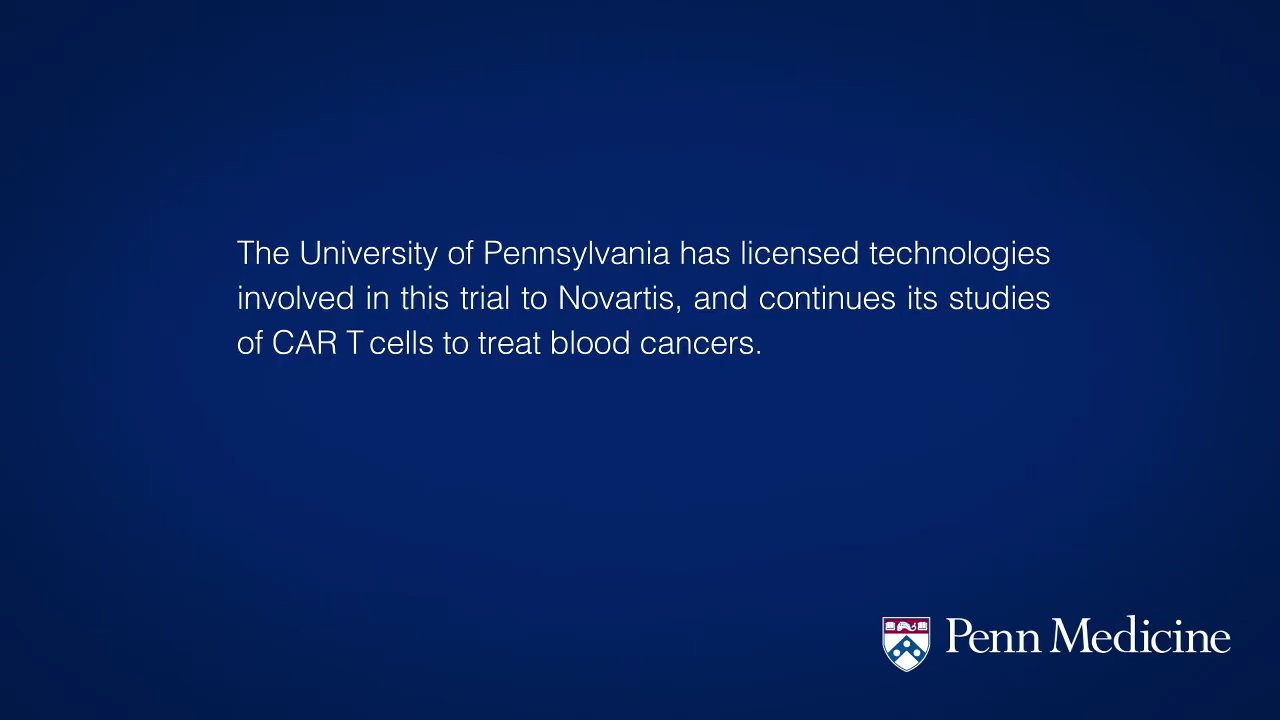 The University of Pennsylvania has licensed technologies
involved in this trial to Novartis, and continues its studies
of CAR T cells to treat blood cancers.
Penn Medicine